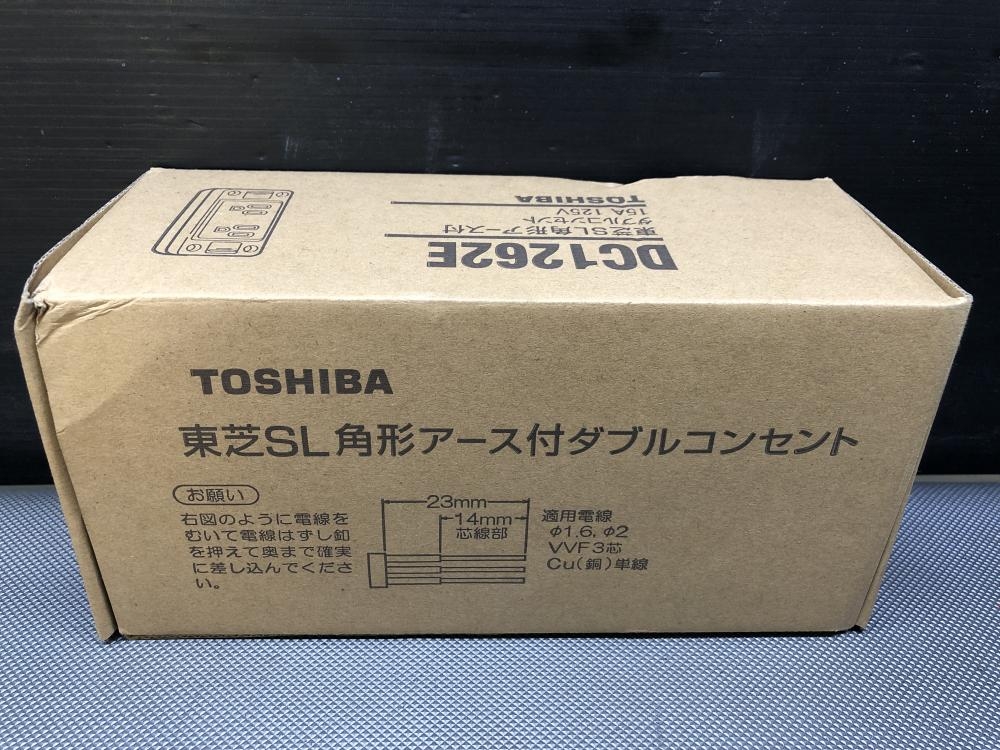 DC1262E
東芝SL角形アース付
ダブルコンセント
15A 125V
TOSHIBA
TOSHIBA
東芝SL角形アース付ダブルコンセント
お願い
右図のように電線を
むいて電線はずし釦
を押えて奥まで確実
に差し込んでくださ
い。
23mm
14mm
芯線部
適用電線
φ1.6, φ2
VVF3芯
Cu(銅)単線